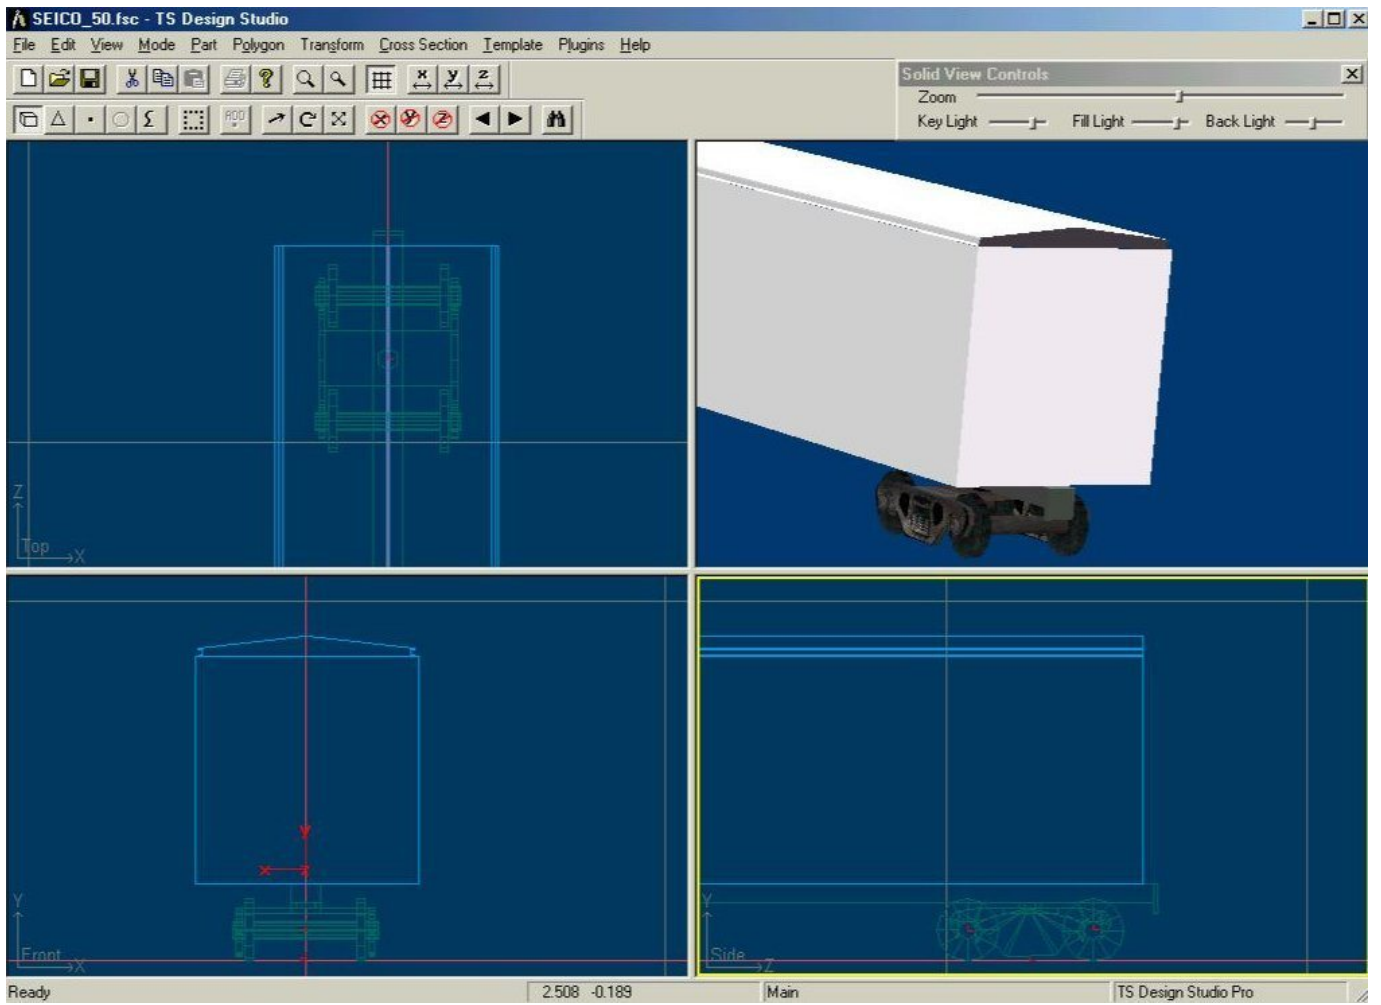 SEICO_50.fsc - TS Design Studio
File Edit View Mode Part Polygon Transform Cross Section Template Plugins Help
Solid View Controls
Zoom
x y z
Key Light Fill Light Back Light
ADD
X Y Z
Z
Top X
Y
X
Y
Front X
Y
Side Z
Ready 2.508 -0.189 Main TS Design Studio Pro